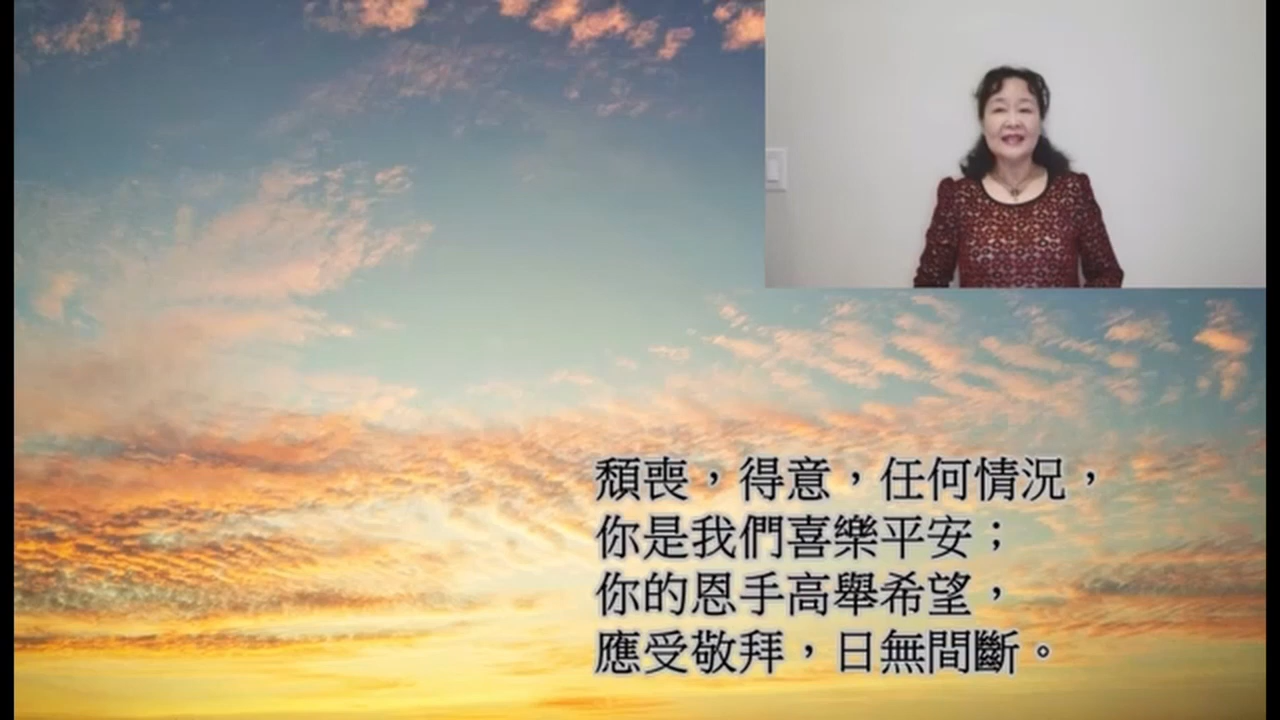 頹喪，得意，任何情況，
你是我們喜樂平安；
你的恩手高舉希望，
應受敬拜，日無間斷。